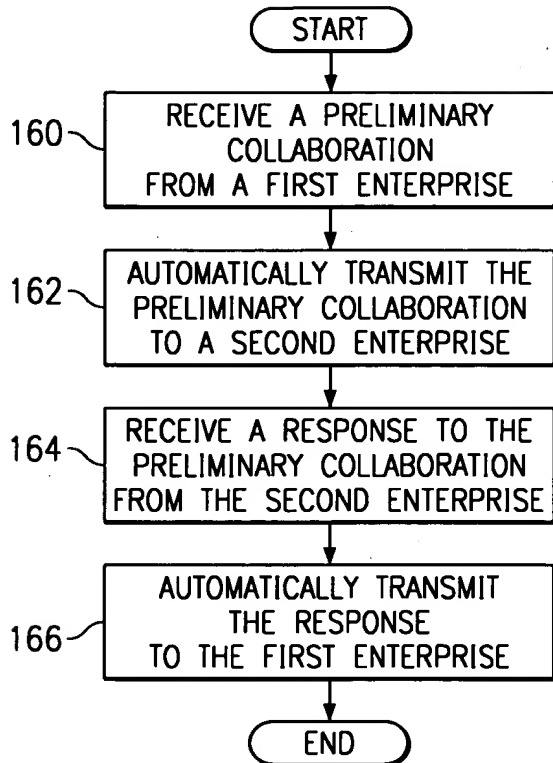 START
160
RECEIVE A PRELIMINARY
COLLABORATION
FROM A FIRST ENTERPRISE
162
AUTOMATICALLY TRANSMIT THE
PRELIMINARY COLLABORATION
TO A SECOND ENTERPRISE
164
RECEIVE A RESPONSE TO THE
PRELIMINARY COLLABORATION
FROM THE SECOND ENTERPRISE
166
AUTOMATICALLY TRANSMIT
THE RESPONSE
TO THE FIRST ENTERPRISE
END